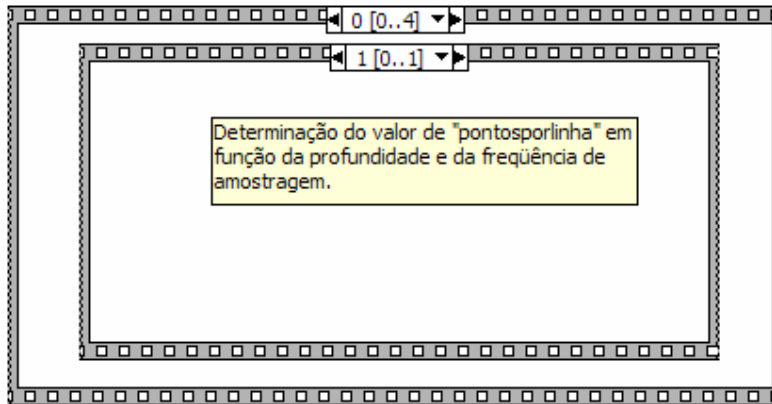 0 [0..4]
1 [0..1]
Determinação do valor de "pontosporlinha" em
função da profundidade e da freqüência de
amostragem.